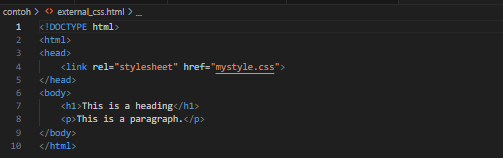 contoh > external_css.html > ...
1 <!DOCTYPE html>
2 <html>
3 <head>
4     <link rel="stylesheet" href="mystyle.css">
5 </head>
6 <body>
7     <h1>This is a heading</h1>
8     <p>This is a paragraph.</p>
9 </body>
10 </html>